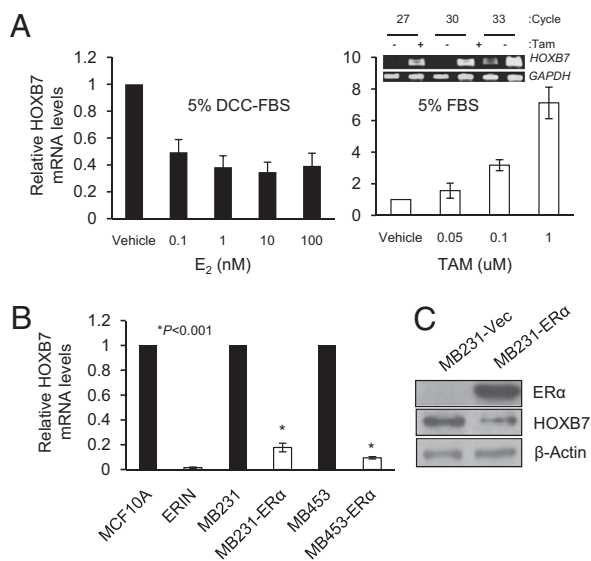 A
27 30 33 :Cycle
- + - + - :Tam
HOXB7
GAPDH
Relative HOXB7
mRNA levels
1.2
1
0.8
0.6
0.4
0.2
0
5% DCC-FBS
Vehicle 0.1 1 10 100
E₂ (nM)
10
8
6
4
2
0
5% FBS
Vehicle 0.05 0.1 1
TAM (uM)
B
Relative HOXB7
mRNA levels
1.2
1
0.8
0.6
0.4
0.2
0
*P<0.001
*
*
MCF10A
ERIN
MB231
MB231-ERα
MB453
MB453-ERα
C
MB231-Vec
MB231-ERα
ERα
HOXB7
β-Actin